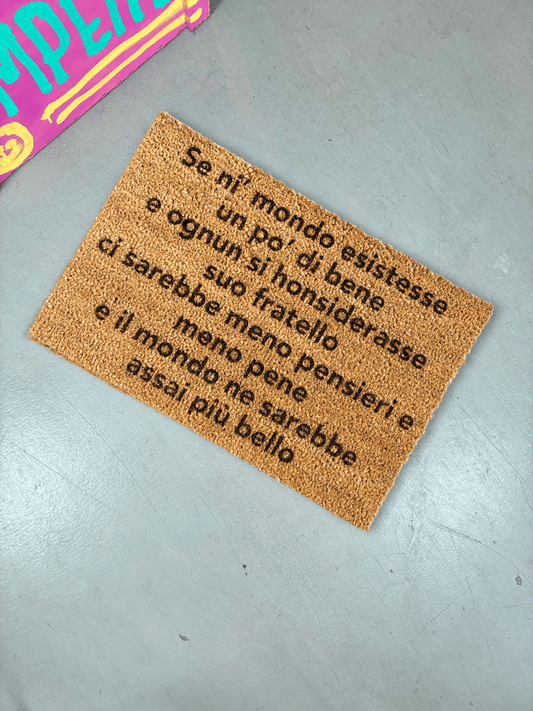 MPER
Se ni' mondo esistesse
un po' di bene
e ognun si honsiderasse
suo fratello
ci sarebbe meno pensieri e
meno pene
e il mondo ne sarebbe
assai più bello